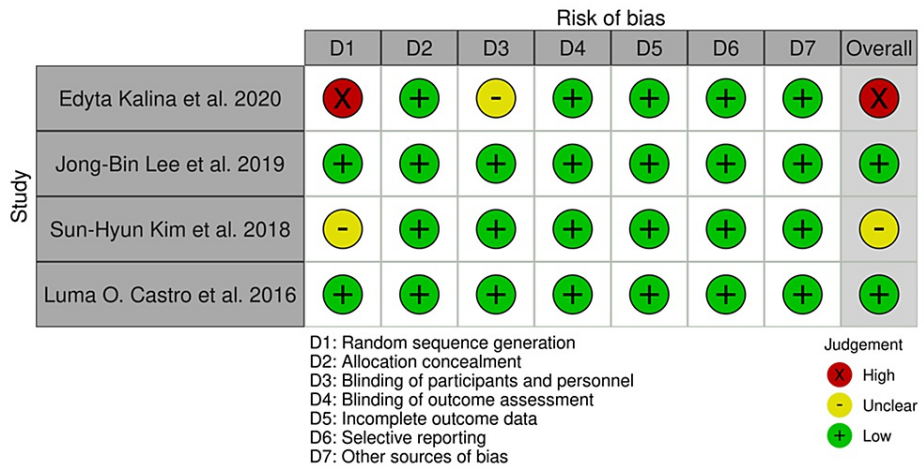 Risk of bias
D1 D2 D3 D4 D5 D6 D7 Overall
Study
Edyta Kalina et al. 2020 X + - + + + + X
Jong-Bin Lee et al. 2019 + + + + + + + +
Sun-Hyun Kim et al. 2018 - + + + + + + -
Luma O. Castro et al. 2016 + + + + + + + +
D1: Random sequence generation
D2: Allocation concealment
D3: Blinding of participants and personnel
D4: Blinding of outcome assessment
D5: Incomplete outcome data
D6: Selective reporting
D7: Other sources of bias
Judgement
X High
- Unclear
+ Low